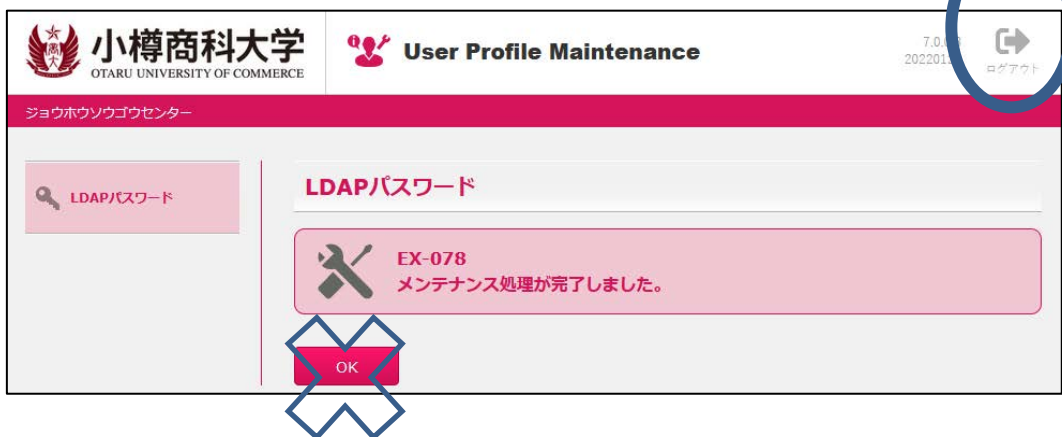 小樽商科大学
OTARU UNIVERSITY OF COMMERCE
User Profile Maintenance
ログアウト
ジョウホウソウゴウセンター
LDAPパスワード
LDAPパスワード
EX-078
メンテナンス処理が完了しました。
OK